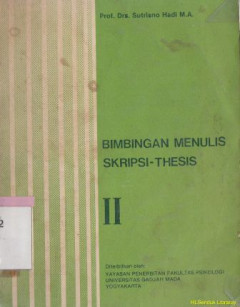 Prof. Drs. Sutrisno Hadi M.A.
BIMBINGAN MENULIS
SKRIPSI-THESIS
II
Diterbitkan oleh:
YAYASAN PENERBITAN FAKULTAS PSIKOLOGI
UNIVERSITAS GADJAH MADA
YOGYAKARTA
2